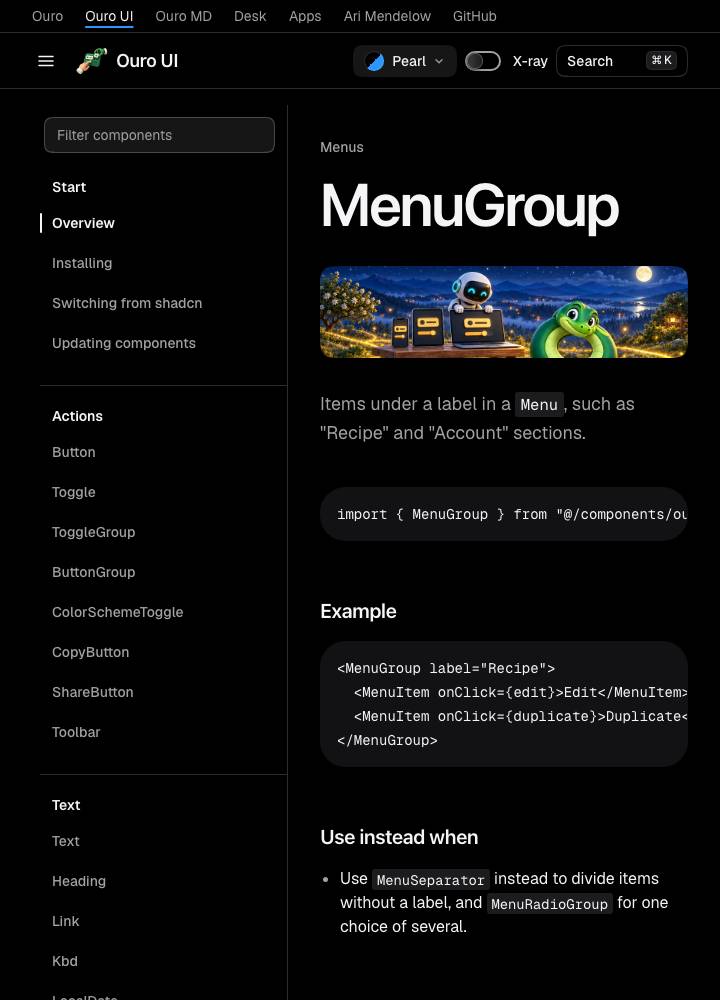 Ouro Ouro UI Ouro MD Desk Apps Ari Mendelow GitHub
Ouro UI Pearl X-ray Search ⌘ K
Filter components
Start
Overview
Installing
Switching from shadcn
Updating components
Actions
Button
Toggle
ToggleGroup
ButtonGroup
ColorSchemeToggle
CopyButton
ShareButton
Toolbar
Text
Text
Heading
Link
Kbd
LocalDate
Menus
MenuGroup
Items under a label in a Menu, such as
"Recipe" and "Account" sections.
import { MenuGroup } from "@/components/ou
Example
<MenuGroup label="Recipe">
  <MenuItem onClick={edit}>Edit</MenuItem>
  <MenuItem onClick={duplicate}>Duplicate<
</MenuGroup>
Use instead when
Use MenuSeparator instead to divide items
without a label, and MenuRadioGroup for one
choice of several.